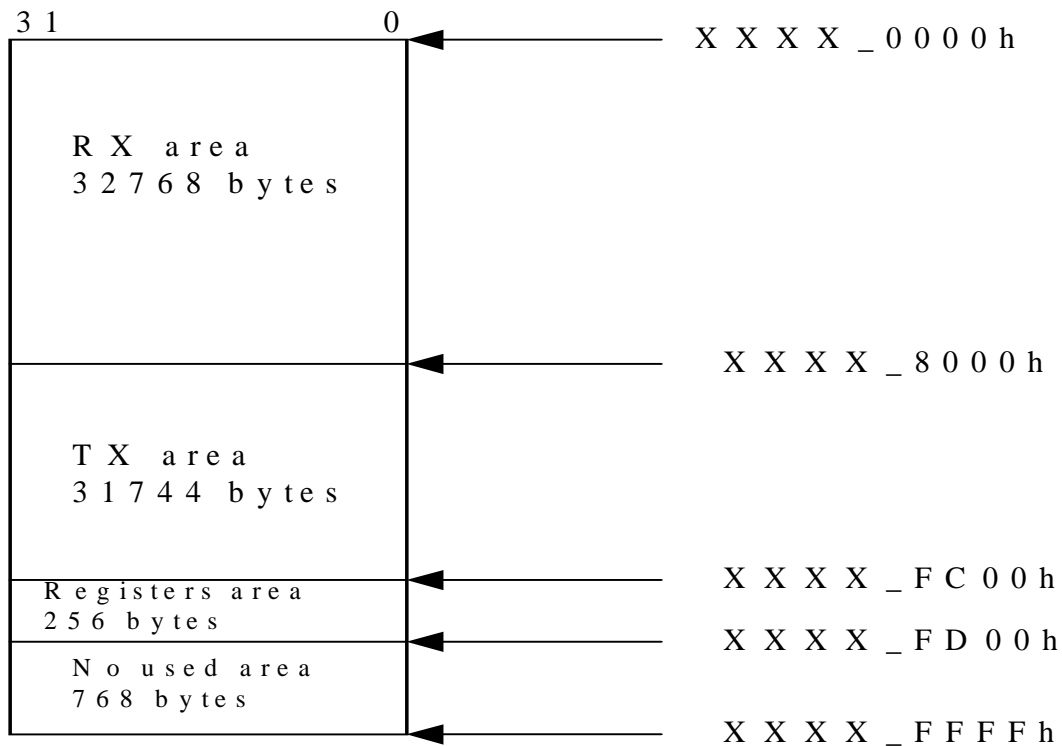 31 0
XXXX_0000h
RX area
32768 bytes
XXXX_8000h
TX area
31744 bytes
XXXX_FC00h
Registers area
256 bytes
XXXX_FD00h
No used area
768 bytes
XXXX_FFFFh